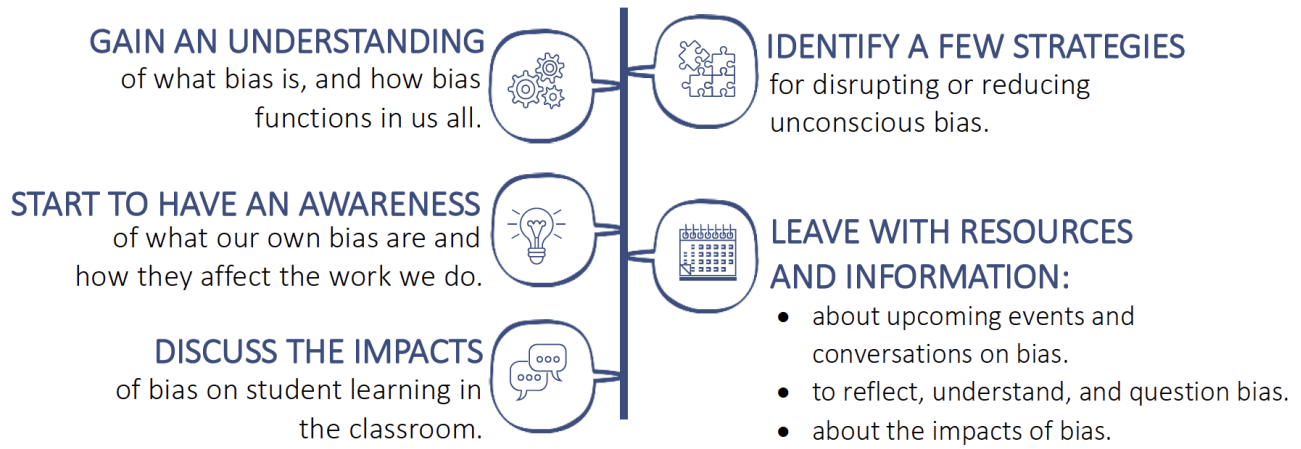 GAIN AN UNDERSTANDING
of what bias is, and how bias
functions in us all.
START TO HAVE AN AWARENESS
of what our own bias are and
how they affect the work we do.
DISCUSS THE IMPACTS
of bias on student learning in
the classroom.
IDENTIFY A FEW STRATEGIES
for disrupting or reducing
unconscious bias.
LEAVE WITH RESOURCES
AND INFORMATION:
• about upcoming events and
conversations on bias.
• to reflect, understand, and question bias.
• about the impacts of bias.